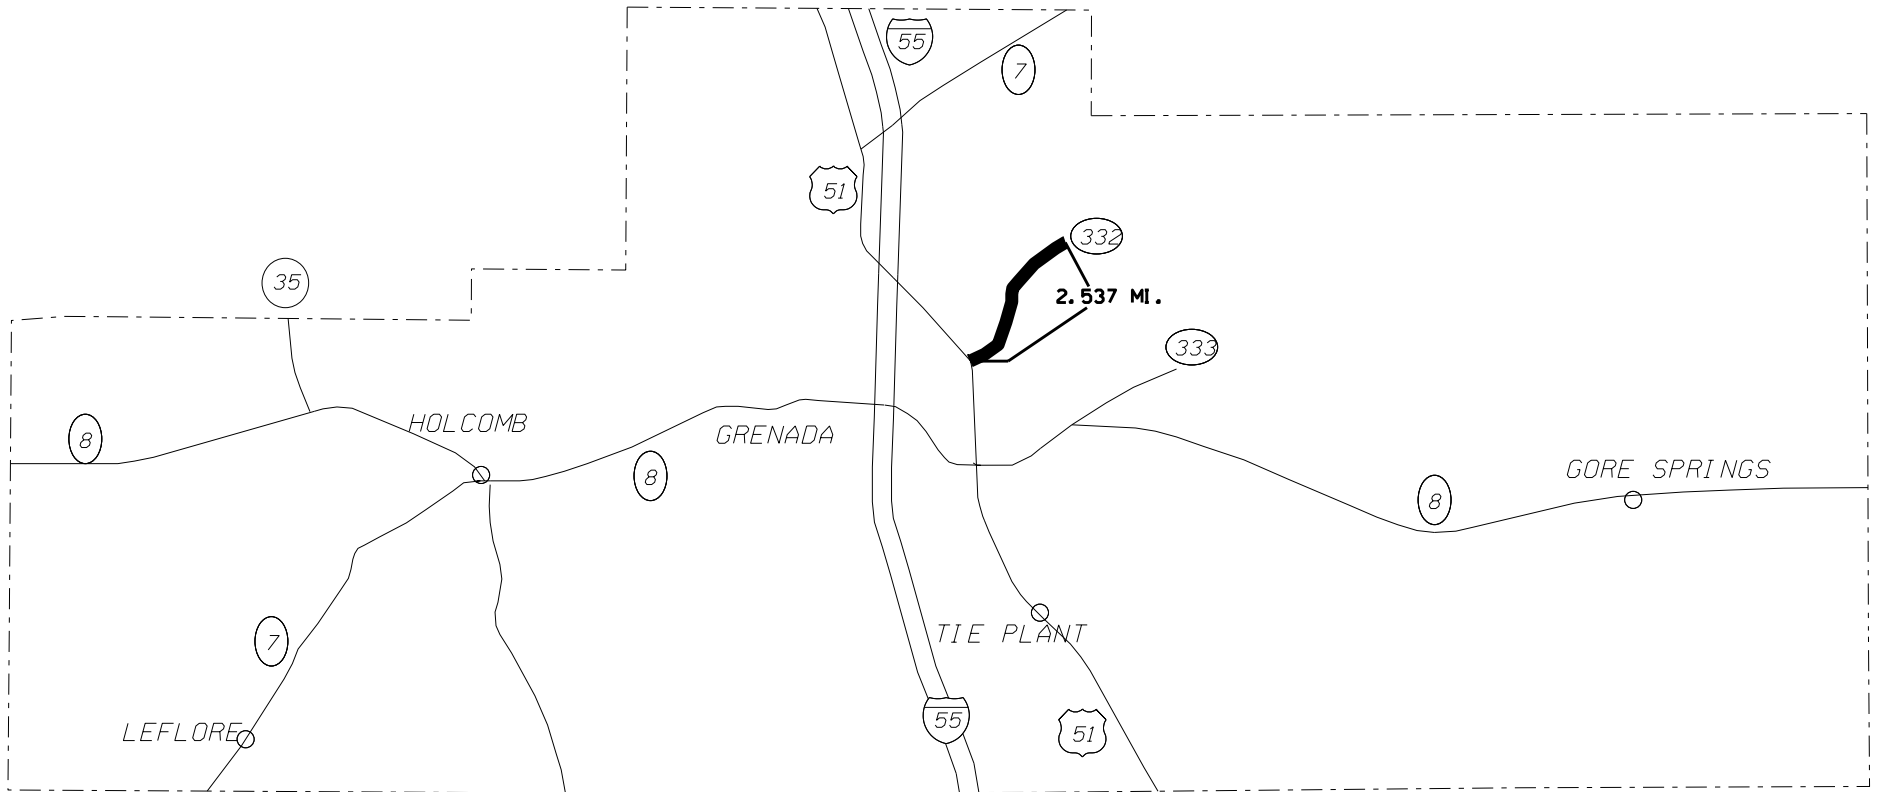 55
7
51
332
35
2.537 MI.
333
HOLCOMB
8
GRENADA
GORE SPRINGS
8
8
7
TIE PLANT
LEFLORE
55
51